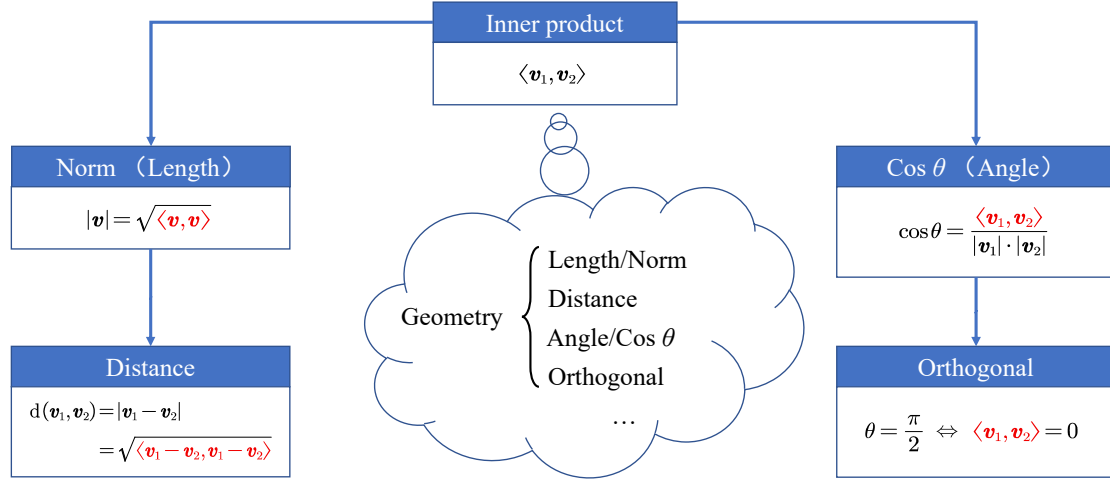 Inner product
⟨v₁, v₂⟩
Norm （Length）
|v| = √⟨v, v⟩
Distance
d(v₁, v₂) = |v₁ − v₂|
= √⟨v₁ − v₂, v₁ − v₂⟩
Geometry
Length/Norm
Distance
Angle/Cos θ
Orthogonal
…
Cos θ （Angle）
cos θ = ⟨v₁, v₂⟩ / |v₁| · |v₂|
Orthogonal
θ = π/2 ⇔ ⟨v₁, v₂⟩ = 0